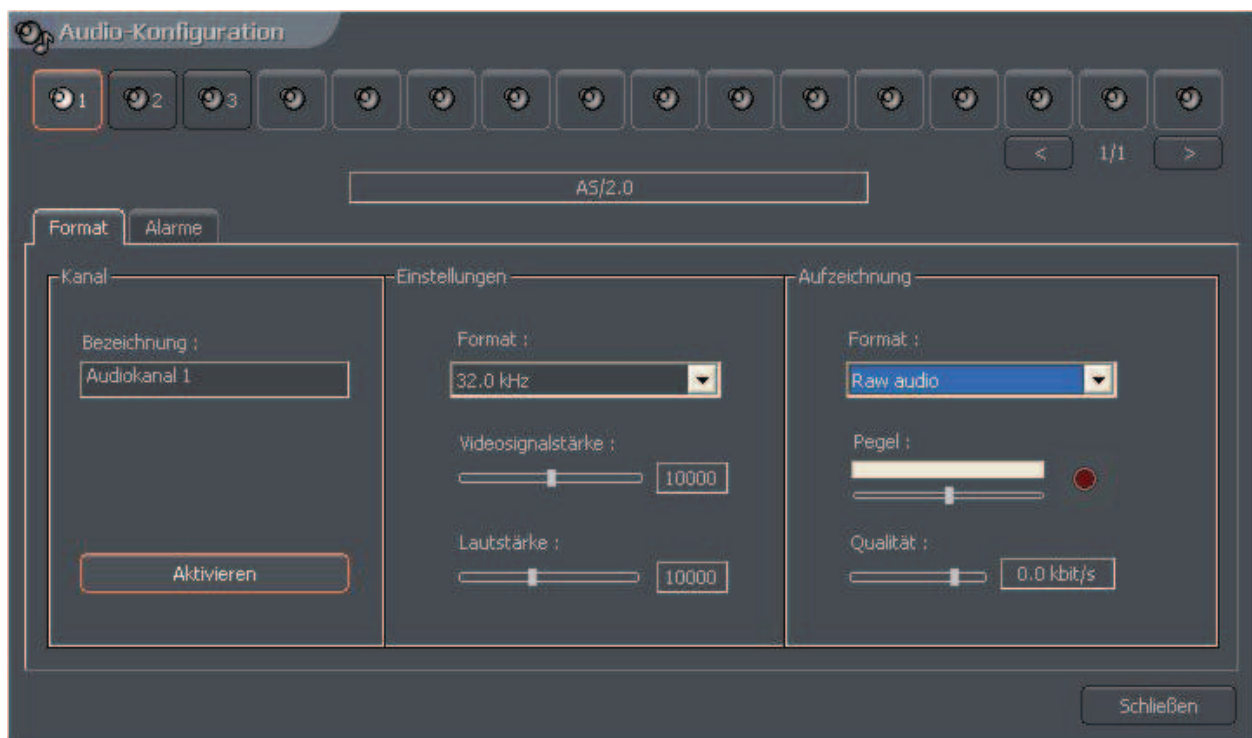 Audio-Konfiguration
1 2 3
< 1/1 >
AS/2.0
Format Alarme
Kanal
Bezeichnung :
Audiokanal 1
Aktivieren
Einstellungen
Format :
32.0 kHz
Videosignalstärke :
10000
Lautstärke :
10000
Aufzeichnung
Format :
Raw audio
Pegel :
Qualität :
0.0 kbit/s
Schließen